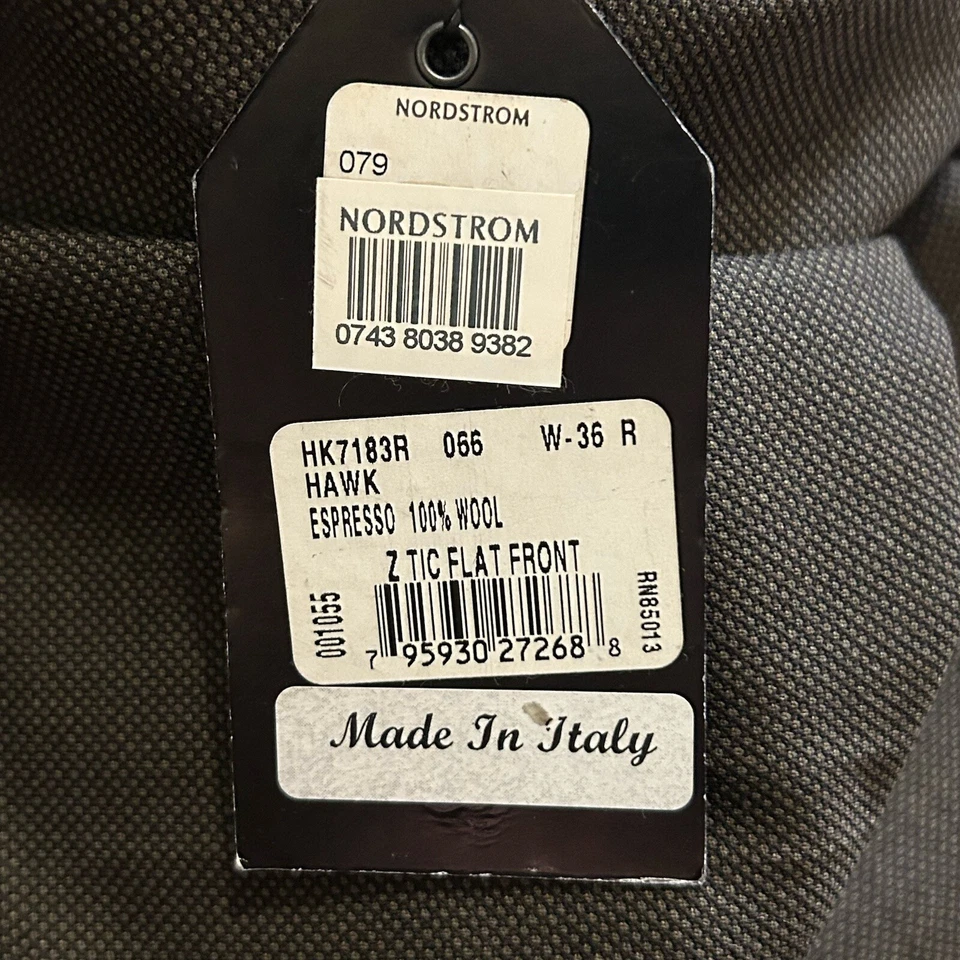 NORDSTROM
079
NORDSTROM
0743 8038 9382
HK7183R 066 W-36 R
HAWK
ESPRESSO 100% WOOL
Z TIC FLAT FRONT
001055
RN85013
7 95930 27268 8
Made In Italy